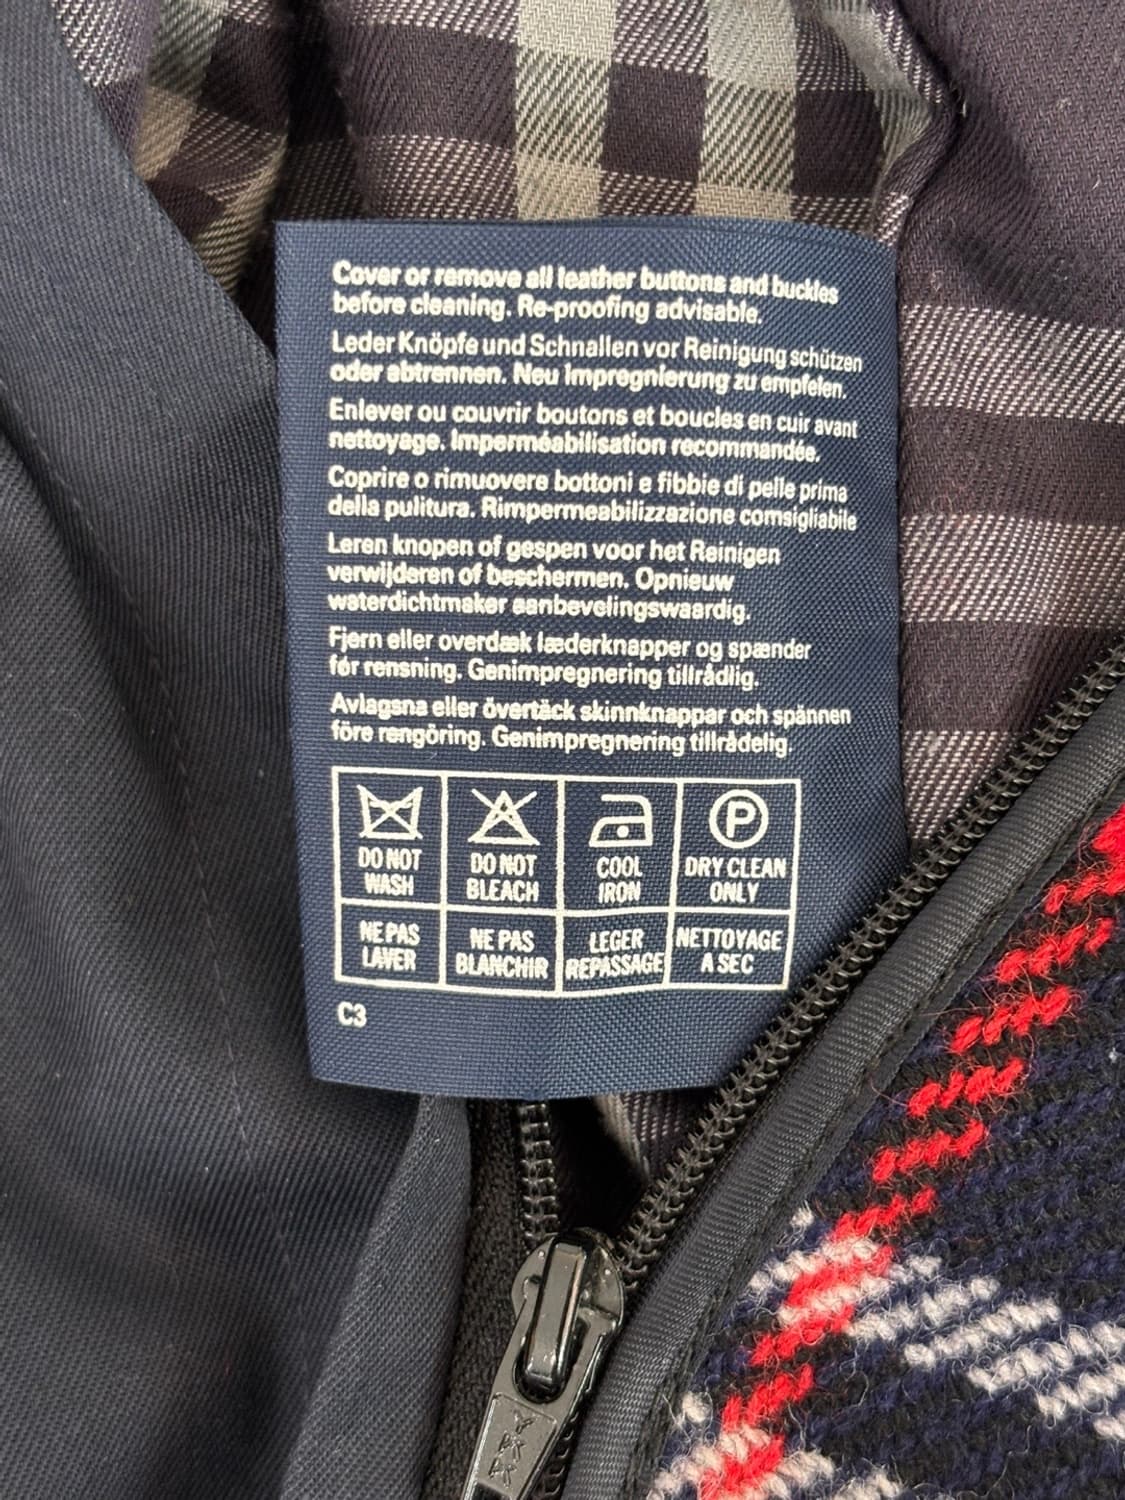 Cover or remove all leather buttons and buckles
before cleaning. Re-proofing advisable.
Leder Knöpfe und Schnallen vor Reinigung schützen
oder abtrennen. Neu Impregnierung zu empfelen.
Enlever ou couvrir boutons et boucles en cuir avant
nettoyage. Imperméabilisation recommandée.
Coprire o rimuovere bottoni e fibbie di pelle prima
della pulitura. Rimpermeabilizzazione comsigliabile
Leren knopen of gespen voor het Reinigen
verwijderen of beschermen. Opnieuw
waterdichtmaker aanbevelingswaardig.
Fjern eller overdæk læderknapper og spænder
fér rensning. Genimpregnering tillrådlig.
Avlagsna eller övertäck skinnknappar och spännen
före rengöring. Genimpregnering tillrådelig.
P
DO NOT WASH
DO NOT BLEACH
COOL IRON
DRY CLEAN ONLY
NE PAS LAVER
NE PAS BLANCHIR
LEGER REPASSAGE
NETTOYAGE A SEC
C3
YKK